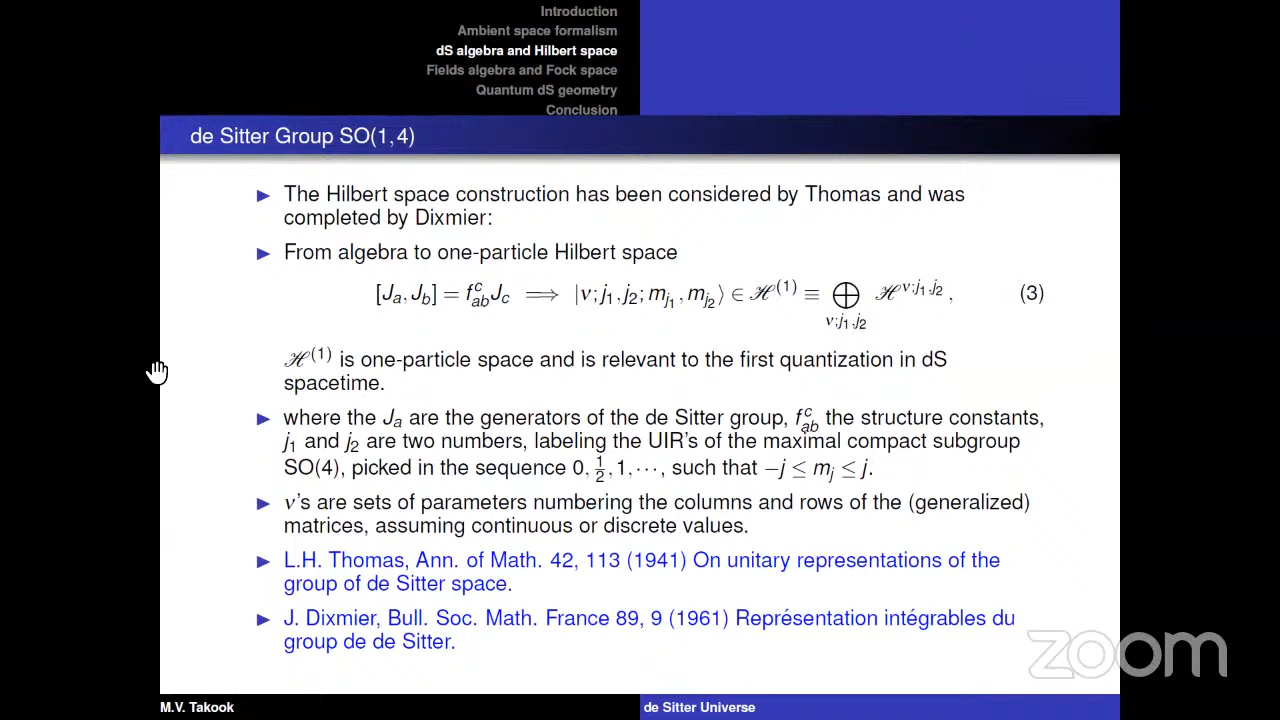 Introduction
Ambient space formalism
dS algebra and Hilbert space
Fields algebra and Fock space
Quantum dS geometry
Conclusion
de Sitter Group SO(1,4)
The Hilbert space construction has been considered by Thomas and was
completed by Dixmier:
From algebra to one-particle Hilbert space
[J_a, J_b] = f_{ab}^c J_c ⟹ |ν; j_1, j_2; m_{j_1}, m_{j_2}⟩ ∈ ℋ^{(1)} ≡ ⨁_{ν;j_1,j_2} ℋ^{ν;j_1,j_2}, (3)
ℋ^{(1)} is one-particle space and is relevant to the first quantization in dS
spacetime.
where the J_a are the generators of the de Sitter group, f_{ab}^c the structure constants,
j_1 and j_2 are two numbers, labeling the UIR's of the maximal compact subgroup
SO(4), picked in the sequence 0, 1/2, 1, ⋯, such that −j ≤ m_j ≤ j.
ν's are sets of parameters numbering the columns and rows of the (generalized)
matrices, assuming continuous or discrete values.
L.H. Thomas, Ann. of Math. 42, 113 (1941) On unitary representations of the
group of de Sitter space.
J. Dixmier, Bull. Soc. Math. France 89, 9 (1961) Représentation intégrables du
group de de Sitter.
zoom
M.V. Takook
de Sitter Universe